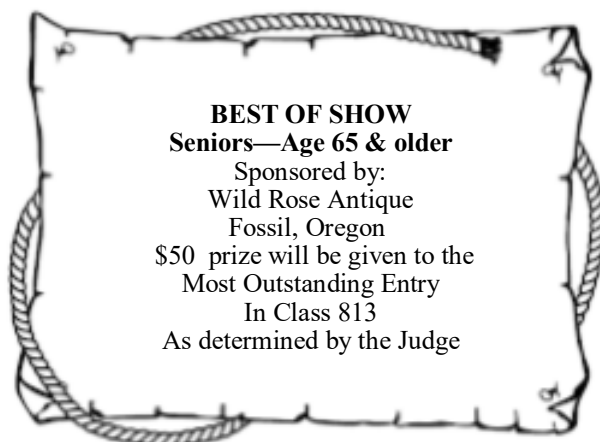 BEST OF SHOW
Seniors—Age 65 & older
Sponsored by:
Wild Rose Antique
Fossil, Oregon
$50  prize will be given to the
Most Outstanding Entry
In Class 813
As determined by the Judge